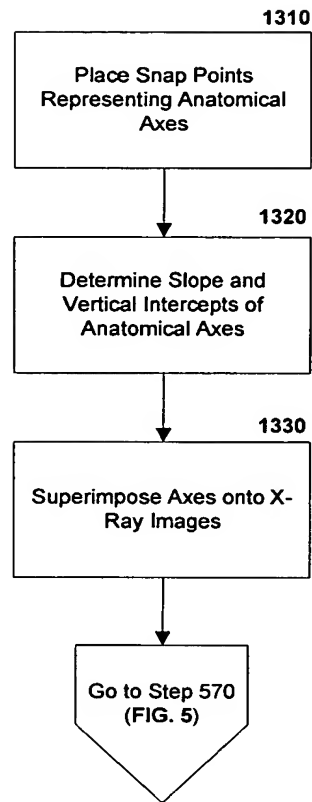 1310
Place Snap Points
Representing Anatomical
Axes
1320
Determine Slope and
Vertical Intercepts of
Anatomical Axes
1330
Superimpose Axes onto X-
Ray Images
Go to Step 570
(FIG. 5)